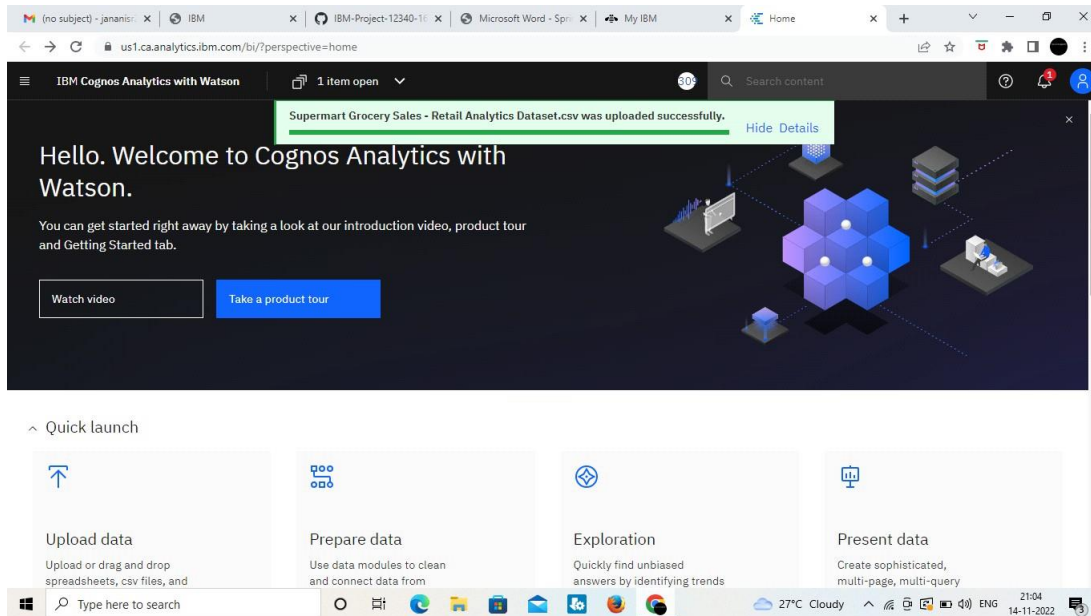 (no subject) - jananisr
IBM
IBM-Project-12340-16
Microsoft Word - Spr
My IBM
Home
us1.ca.analytics.ibm.com/bi/?perspective=home
IBM Cognos Analytics with Watson
1 item open
309
Search content
1
Supermart Grocery Sales - Retail Analytics Dataset.csv was uploaded successfully.
Hide Details
Hello. Welcome to Cognos Analytics with
Watson.
You can get started right away by taking a look at our introduction video, product tour
and Getting Started tab.
Watch video
Take a product tour
Quick launch
Upload data
Upload or drag and drop
spreadsheets, csv files, and
Prepare data
Use data modules to clean
and connect data from
Exploration
Quickly find unbiased
answers by identifying trends
Present data
Create sophisticated,
multi-page, multi-query
Type here to search
27°C Cloudy
ENG
21:04
14-11-2022